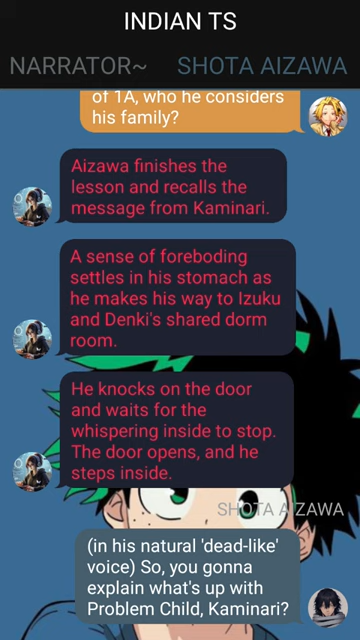 INDIAN TS
NARRATOR~ SHOTA AIZAWA
of 1A, who he considers
his family?
Aizawa finishes the
lesson and recalls the
message from Kaminari.
A sense of foreboding
settles in his stomach as
he makes his way to Izuku
and Denki's shared dorm
room.
He knocks on the door
and waits for the
whispering inside to stop.
The door opens, and he
steps inside.
SHOTA AIZAWA
(in his natural 'dead-like'
voice) So, you gonna
explain what's up with
Problem Child, Kaminari?